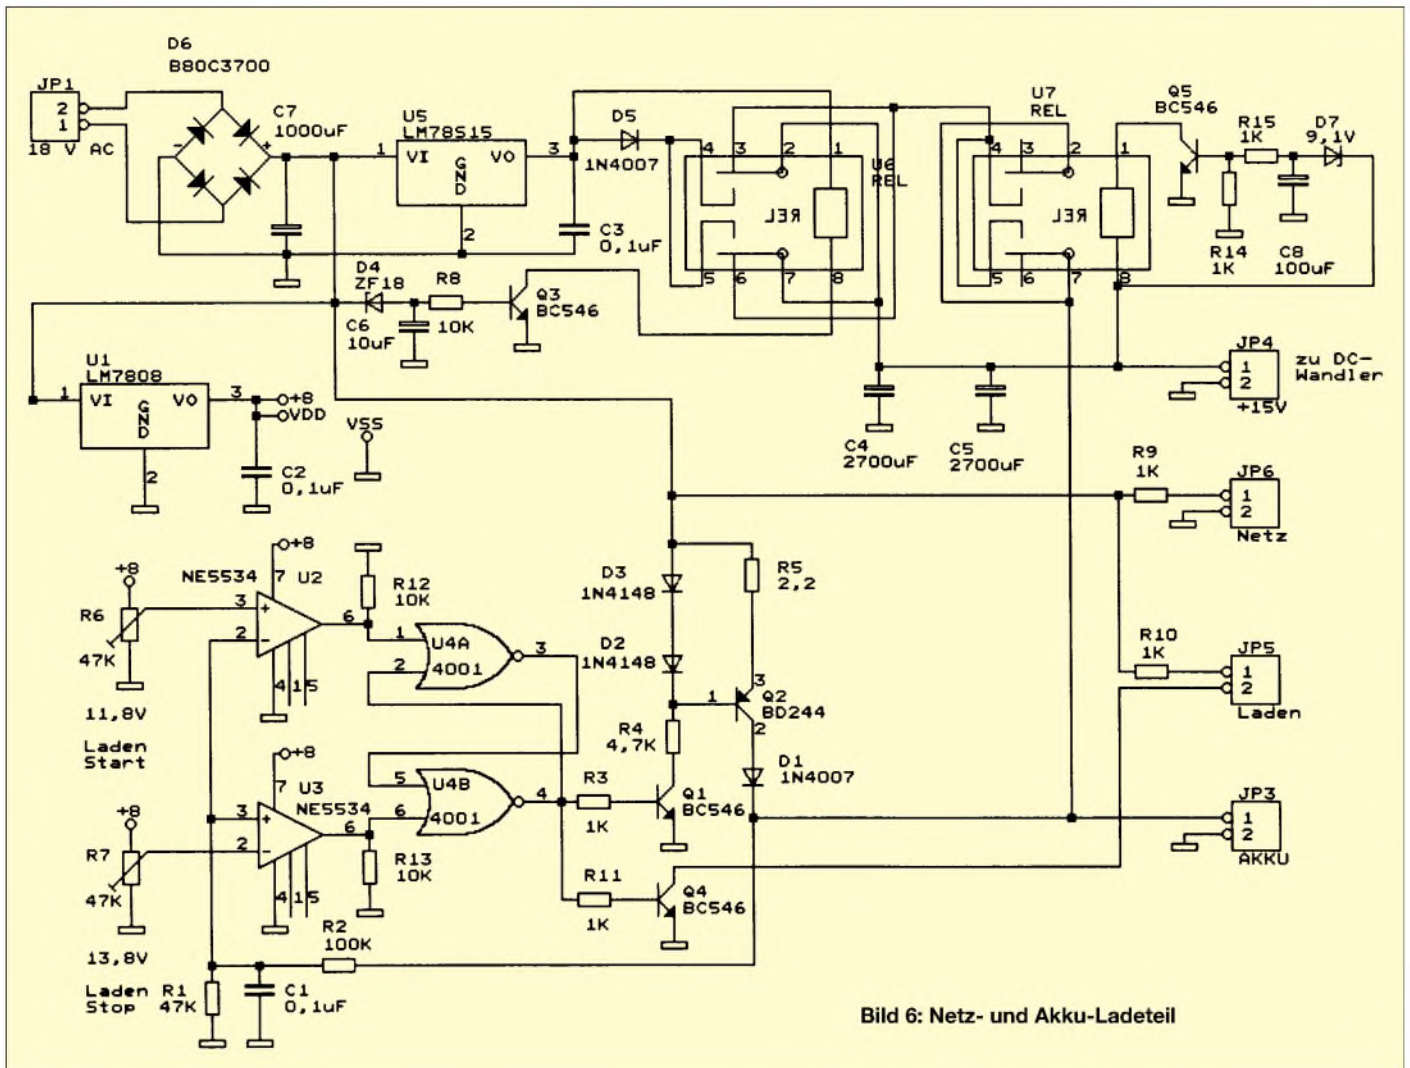 D6
B80C3700
JP1
2
1
18 V AC
-
+
C7
1000uF
U5
LM78S15
1
VI
GND
VO
3
2
C3
0,1uF
D5
1N4007
4
3
2
1
U6
REL
REL
5
6
7
8
U7
REL
4
3
2
1
REL
5
6
7
8
Q5
BC546
R15
1K
D7
9,1V
R14
1K
C8
100uF
D4
ZF18
R8
10K
C6
10uF
Q3
BC546
U1
LM7808
1
VI
GND
VO
3
2
+8
VDD
C2
0,1uF
VSS
C4
2700uF
C5
2700uF
JP4
1
2
+15V
zu DC-
Wandler
R9
1K
JP6
1
2
Netz
+8
R6
47K
11,8V
Laden
Start
NE5534
+8
7
U2
3
+
2
-
6
4
1
5
R12
10K
1
U4A
2
4001
3
D3
1N4148
D2
1N4148
R5
2,2
1
3
Q2
BD244
2
R4
4,7K
D1
1N4007
R10
1K
JP5
1
2
Laden
+8
R7
47K
13,8V
Laden
Stop
+8
7
U3
NE5534
3
+
2
-
6
4
1
5
R13
10K
5
U4B
6
4001
4
R3
1K
Q1
BC546
R11
1K
Q4
BC546
JP3
1
2
AKKU
R2
100K
R1
47K
C1
0,1uF
Bild 6: Netz- und Akku-Ladeteil